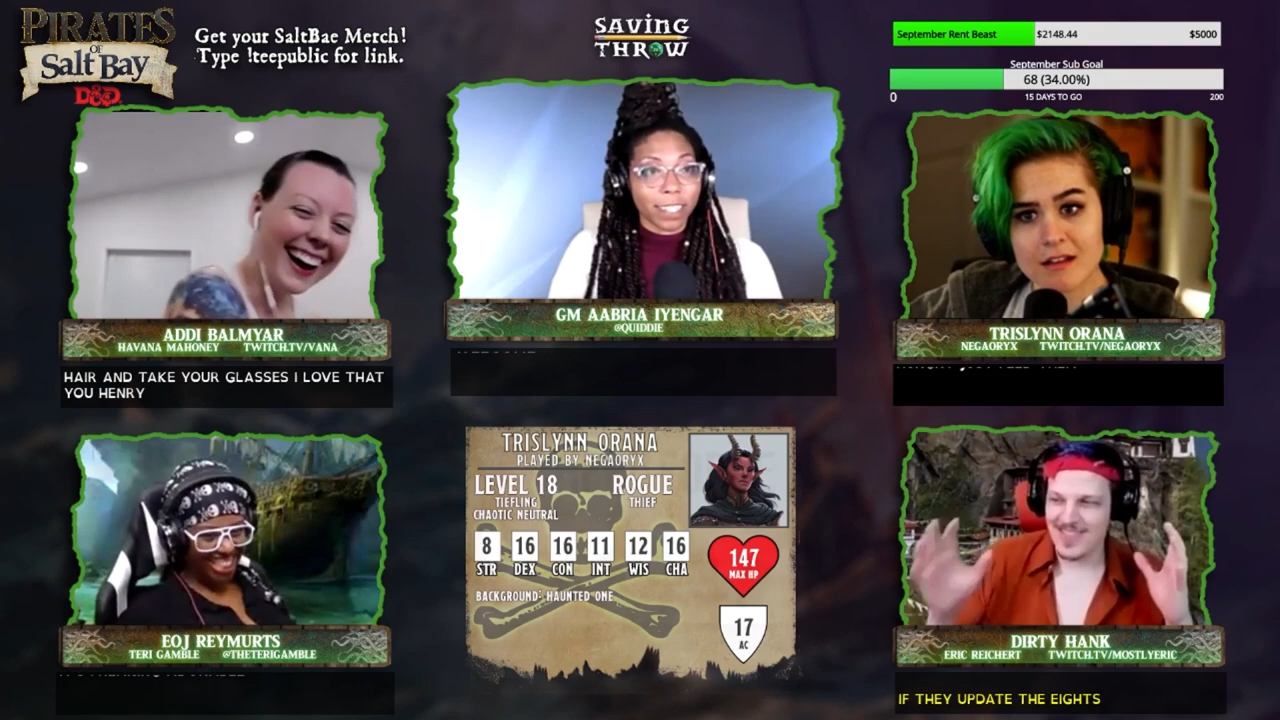 PIRATES
OF
Salt Bay
D&D
Get your SaltBae Merch!
Type !teepublic for link.
SAVING
THROW
September Rent Beast
$2148.44
$5000
September Sub Goal
68 (34.00%)
0
15 DAYS TO GO
200
ADDI BALMYAR
HAVANA MAHONEY TWITCH.TV/VANA
HAIR AND TAKE YOUR GLASSES I LOVE THAT
YOU HENRY
GM AABRIA IYENGAR
@QUIDDIE
TRISLYNN ORANA
NEGAORYX TWITCH.TV/NEGAORYX
EOJ REYMURTS
TERI GAMBLE @THETERIGAMBLE
TRISLYNN ORANA
PLAYED BY NEGAORYX
LEVEL 18 ROGUE
TIEFLING THIEF
CHAOTIC NEUTRAL
8 16 16 11 12 16
STR DEX CON INT WIS CHA
BACKGROUND: HAUNTED ONE
147
MAX HP
17
AC
DIRTY HANK
ERIC REICHERT TWITCH.TV/MOSTLYERIC
IF THEY UPDATE THE EIGHTS